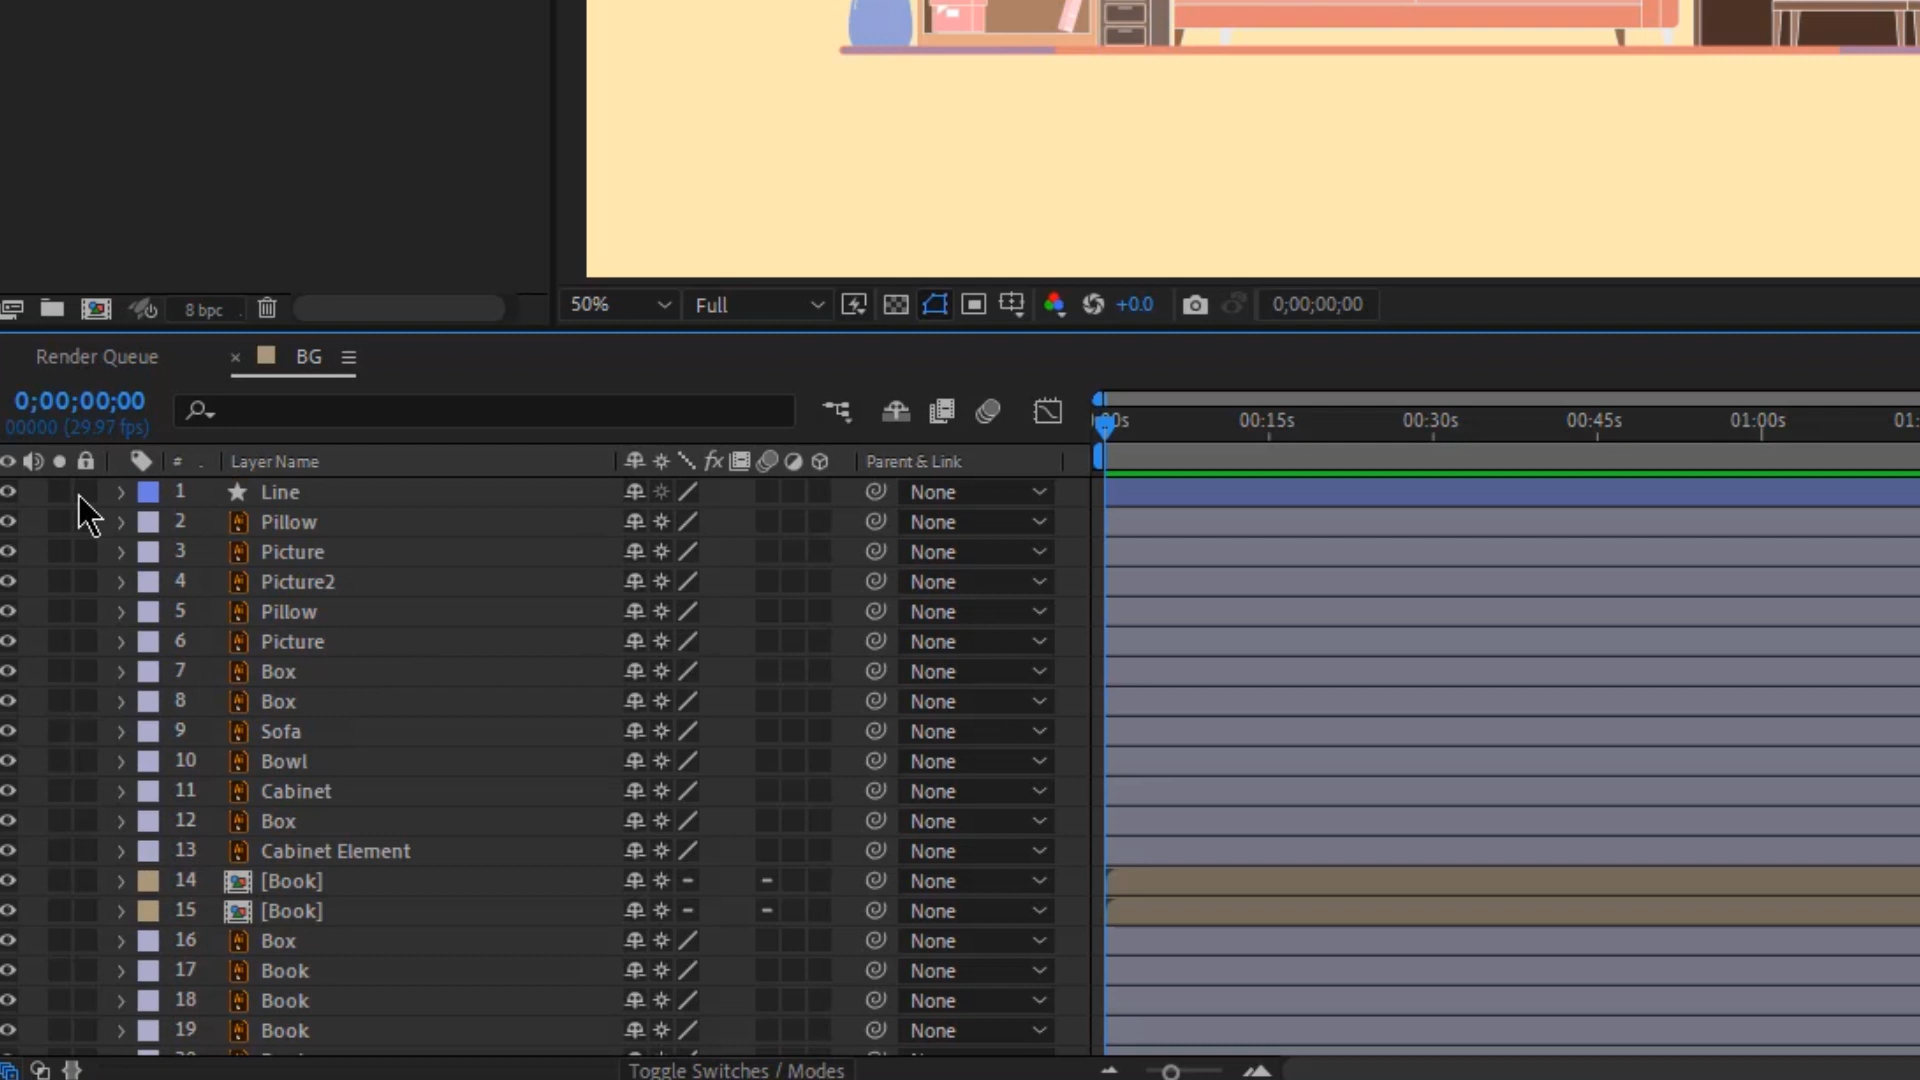 8 bpc
50% Full +0.0 0;00;00;00
Render Queue × BG
0;00;00;00
00000 (29.97 fps)
00:15s 00:30s 00:45s 01:00s
# Layer Name fx Parent & Link
1 Line None
2 Pillow None
3 Picture None
4 Picture2 None
5 Pillow None
6 Picture None
7 Box None
8 Box None
9 Sofa None
10 Bowl None
11 Cabinet None
12 Box None
13 Cabinet Element None
14 [Book] None
15 [Book] None
16 Box None
17 Book None
18 Book None
19 Book None
Toggle Switches / Modes